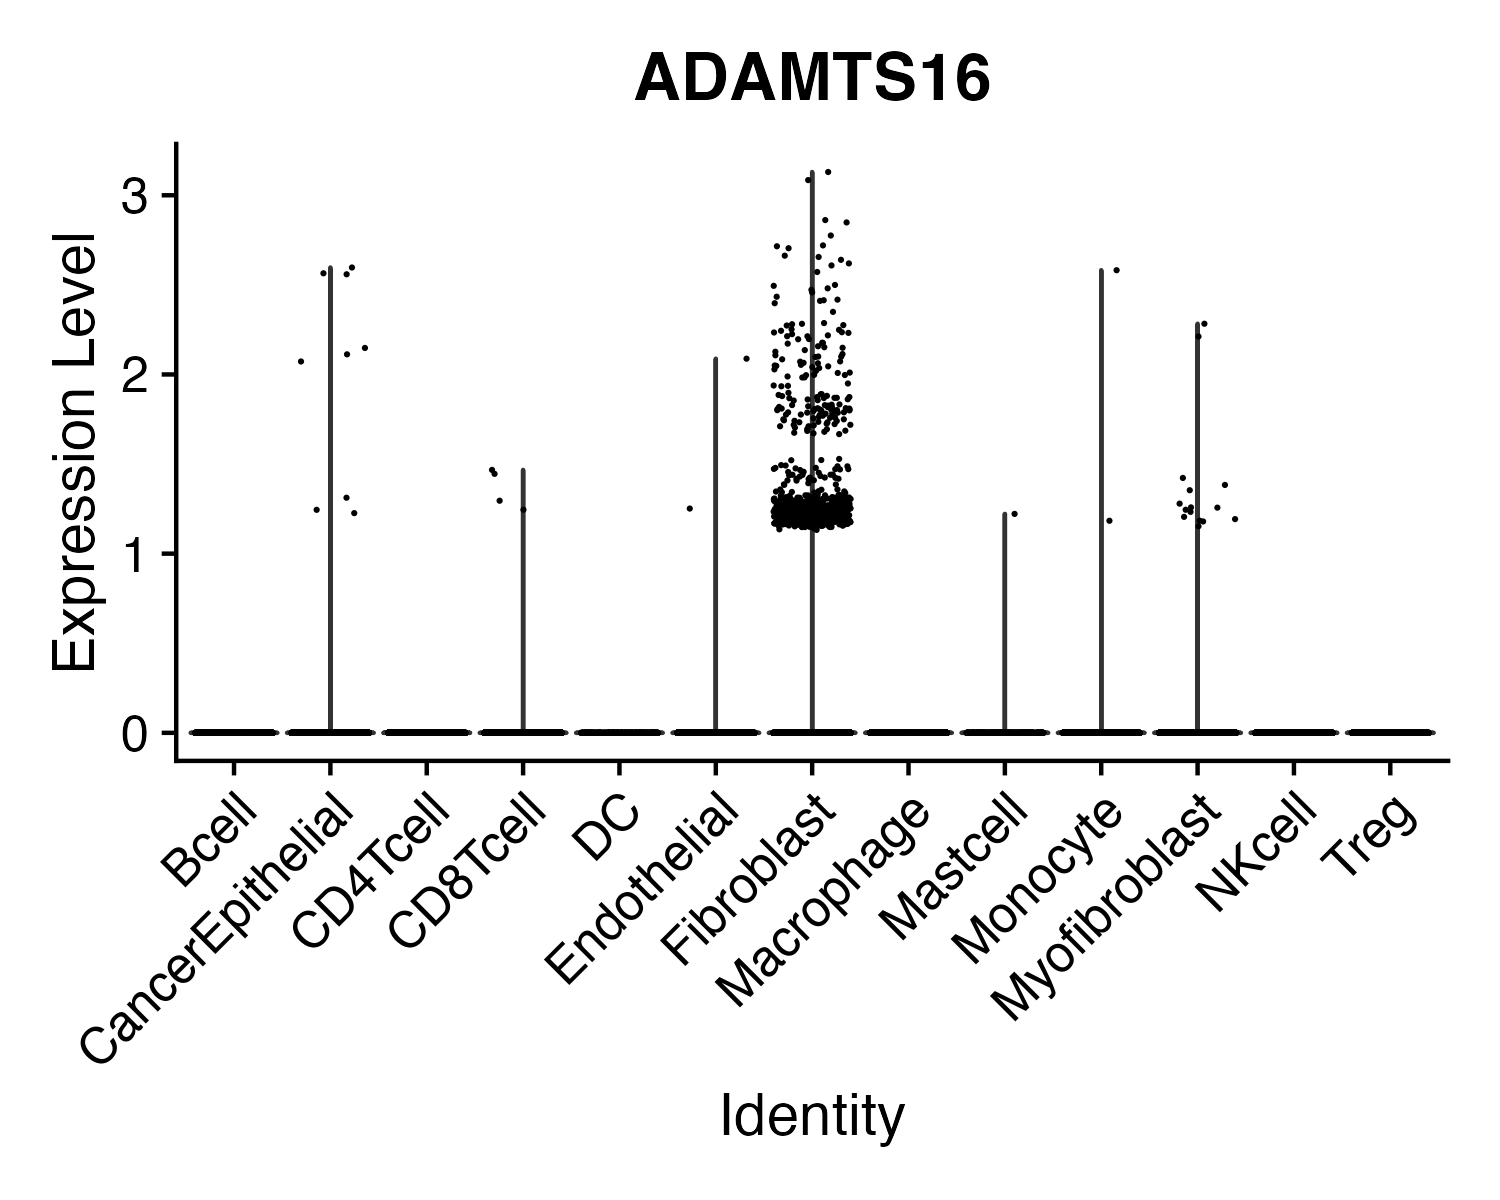 ADAMTS16
Expression Level
3
2
1
0
Bcell
CancerEpithelial
CD4Tcell
CD8Tcell
DC
Endothelial
Fibroblast
Macrophage
Mastcell
Monocyte
Myofibroblast
NKcell
Treg
Identity